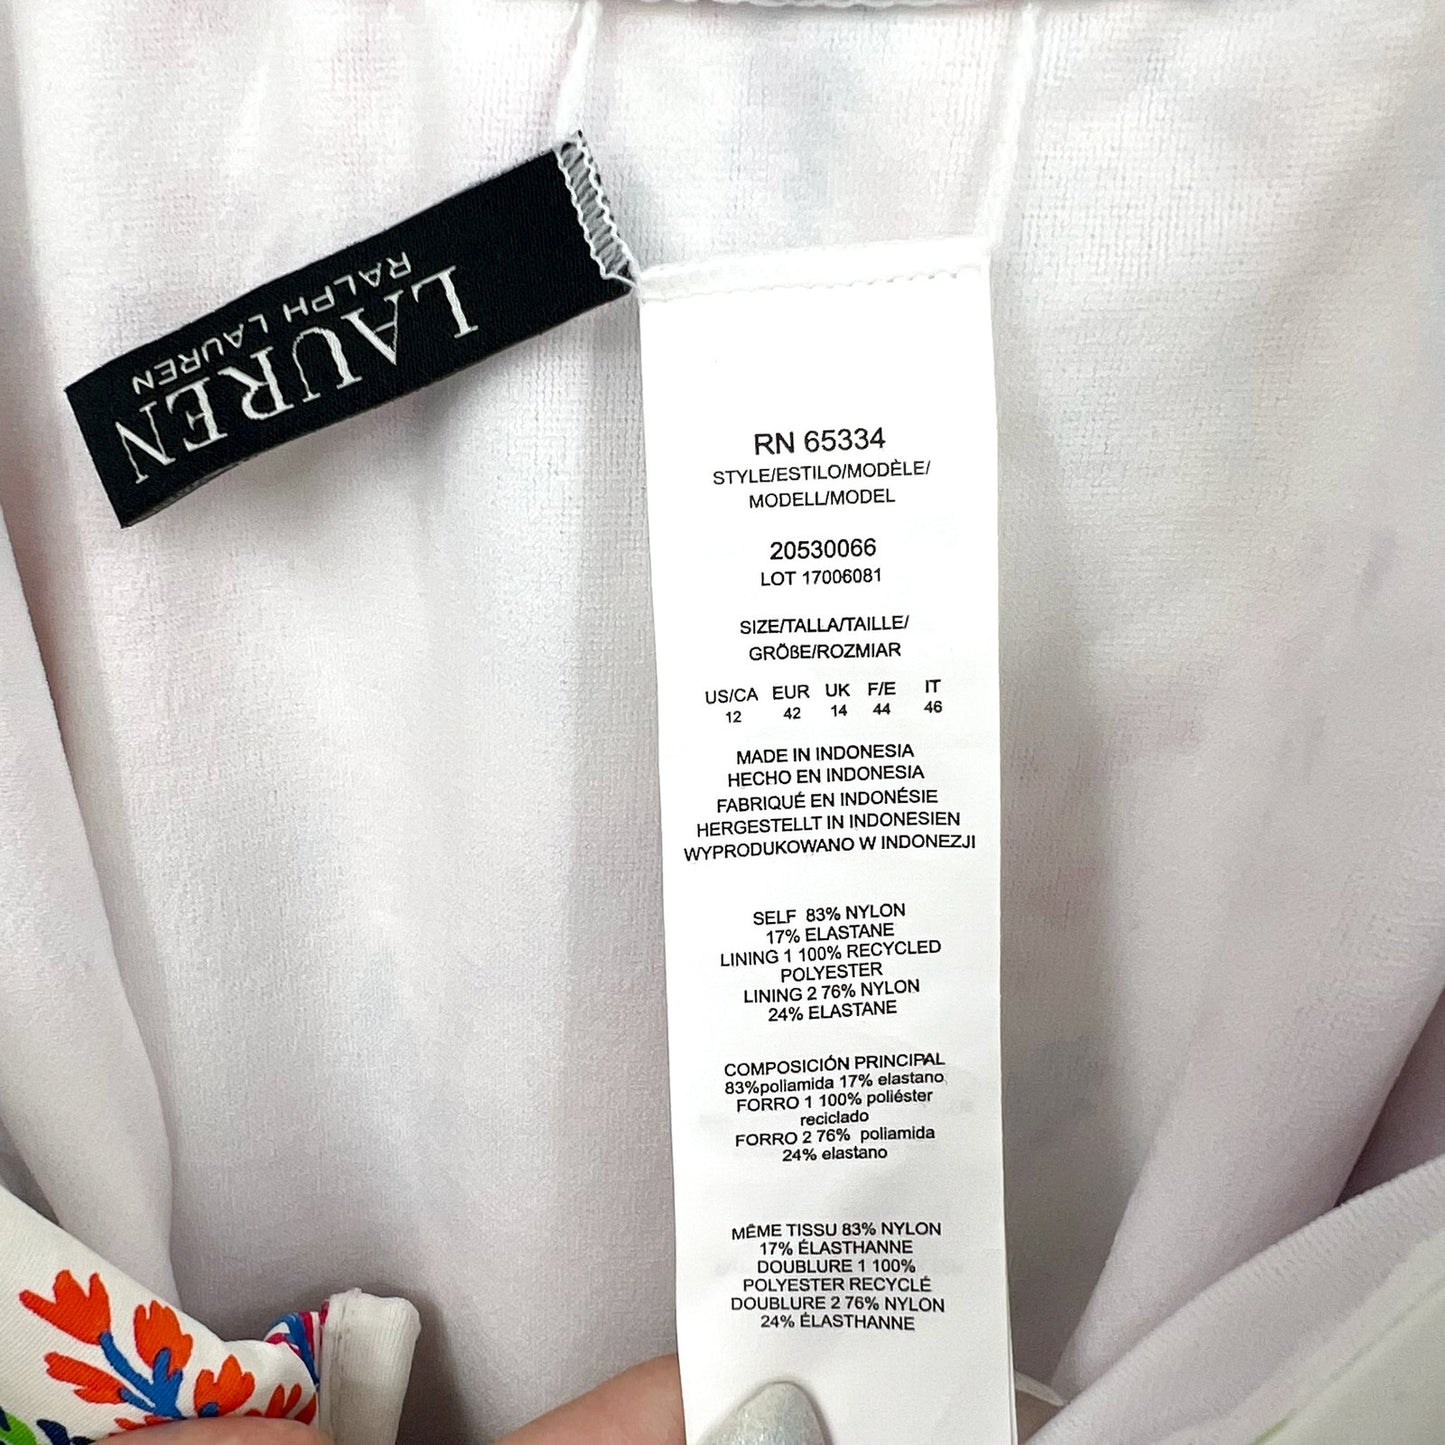 LAUREN
RALPH LAUREN
RN 65334
STYLE/ESTILO/MODÈLE/
MODELL/MODEL
20530066
LOT 17006081
SIZE/TALLA/TAILLE/
GRÖßE/ROZMIAR
US/CA EUR UK F/E IT
12 42 14 44 46
MADE IN INDONESIA
HECHO EN INDONESIA
FABRIQUÉ EN INDONÉSIE
HERGESTELLT IN INDONESIEN
WYPRODUKOWANO W INDONEZJI
SELF 83% NYLON
17% ELASTANE
LINING 1 100% RECYCLED
POLYESTER
LINING 2 76% NYLON
24% ELASTANE
COMPOSICIÓN PRINCIPAL
83%poliamida 17% elastano
FORRO 1 100% poliéster
reciclado
FORRO 2 76% poliamida
24% elastano
MÊME TISSU 83% NYLON
17% ÉLASTHANNE
DOUBLURE 1 100%
POLYESTER RECYCLÉ
DOUBLURE 2 76% NYLON
24% ÉLASTHANNE